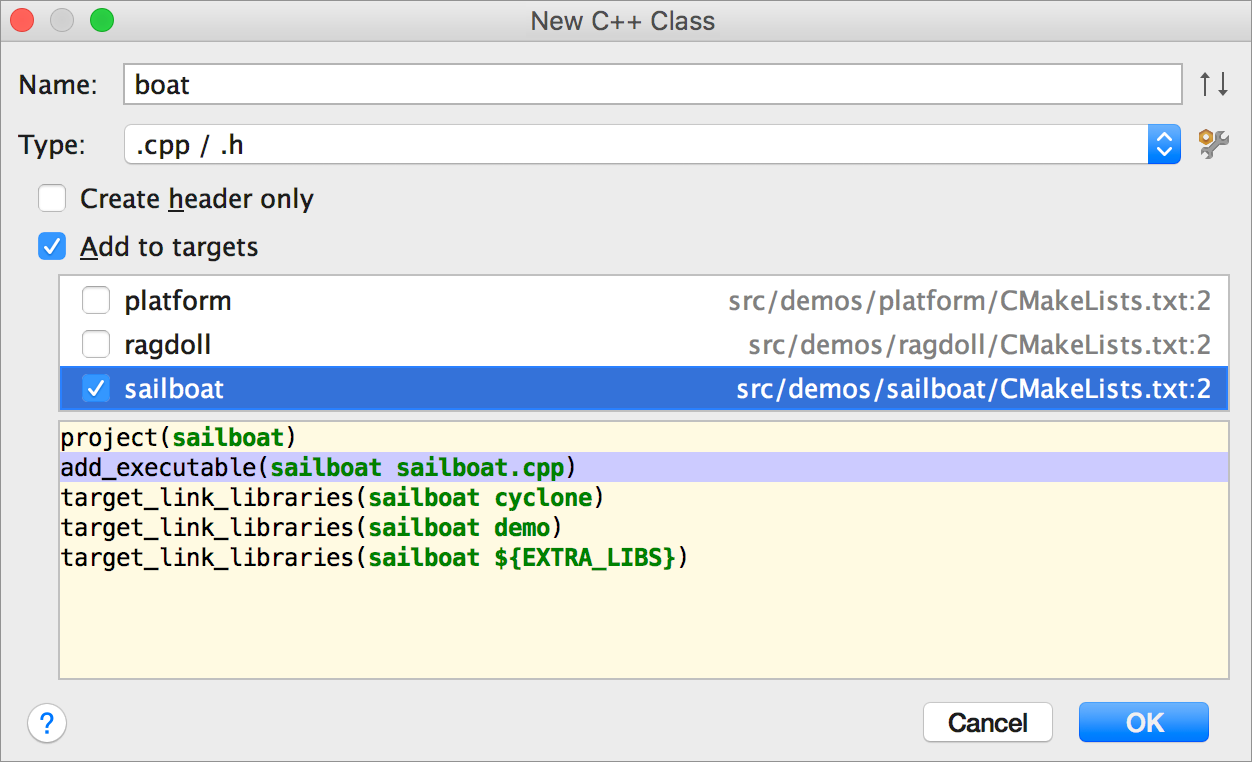 New C++ Class
Name: boat
Type: .cpp / .h
Create header only
Add to targets
platform src/demos/platform/CMakeLists.txt:2
ragdoll src/demos/ragdoll/CMakeLists.txt:2
sailboat src/demos/sailboat/CMakeLists.txt:2
project(sailboat)
add_executable(sailboat sailboat.cpp)
target_link_libraries(sailboat cyclone)
target_link_libraries(sailboat demo)
target_link_libraries(sailboat ${EXTRA_LIBS})
? Cancel OK